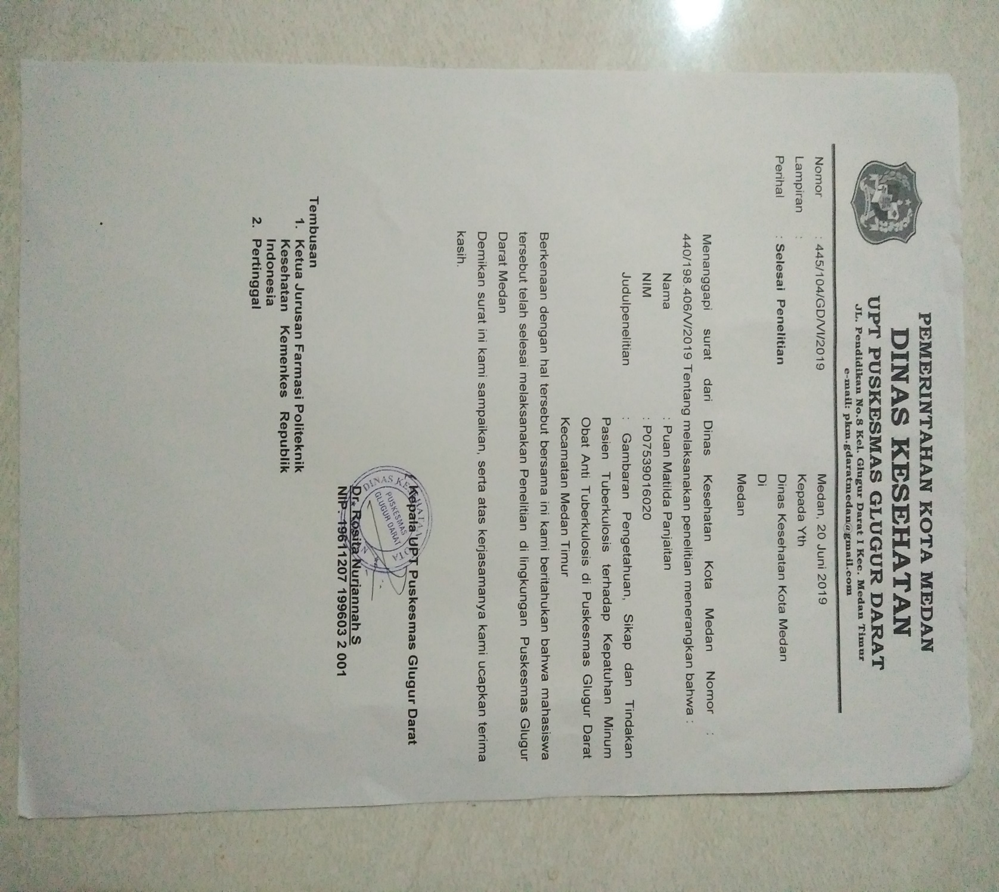 PEMERINTAHAN KOTA MEDAN
DINAS KESEHATAN
UPT PUSKESMAS GLUGUR DARAT
JL. Pendidikan No.8 Kel. Glugur Darat I Kec. Medan Timur
e-mail: pkm.gdaratmedan@gmail.com
Nomor : 445/104/GD/VI/2019 Medan, 20 Juni 2019
Lampiran : Kepada Yth
Perihal : Selesai Penelitian Dinas Kesehatan Kota Medan
Di
Medan
Menanggapi surat dari Dinas Kesehatan Kota Medan Nomor :
440/198.406/V/2019 Tentang melaksanakan penelitian menerangkan bahwa :
Nama : Puan Matilda Panjaitan
NIM : P07539016020
Judulpenelitian : Gambaran Pengetahuan, Sikap dan Tindakan
Pasien Tuberkulosis terhadap Kepatuhan Minum
Obat Anti Tuberkulosis di Puskesmas Glugur Darat
Kecamatan Medan Timur
Berkenaan dengan hal tersebut bersama ini kami beritahukan bahwa mahasiswa
tersebut telah selesai melaksanakan Penelitian di lingkungan Puskesmas Glugur
Darat Medan
Demikan surat ini kami sampaikan, serta atas kerjasamanya kami ucapkan terima
kasih.
Kepala UPT Puskesmas Glugur Darat
DINAS KESEHATAN KOTA MEDAN
PUSKESMAS
GLUGUR DARAT
Dr. Rosita Nurjannah S
NIP. 19611207 199603 2 001
Tembusan
1. Ketua Jurusan Farmasi Politeknik
Kesehatan Kemenkes Republik
Indonesia
2. Pertinggal